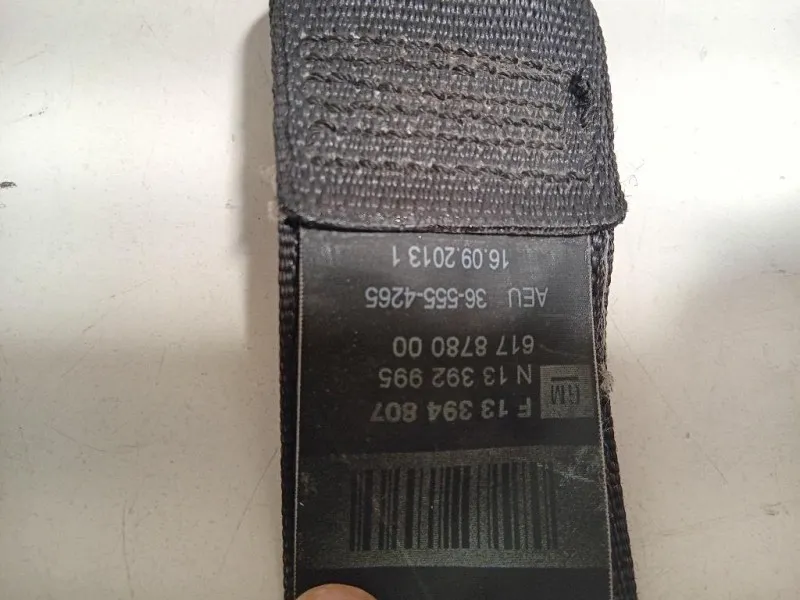 GM F 13 394 807
N 13 392 995
617 8780 00
AEU 36-555-4265
16.09.2013 1